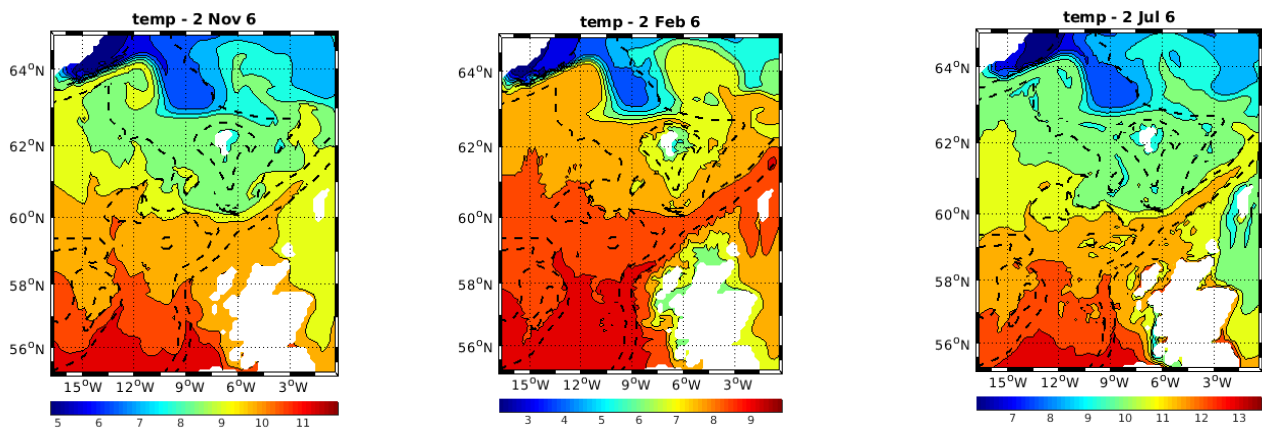 temp - 2 Nov 6
64°N
62°N
60°N
58°N
56°N
15°W 12°W 9°W 6°W 3°W
5 6 7 8 9 10 11
temp - 2 Feb 6
64°N
62°N
60°N
58°N
56°N
15°W 12°W 9°W 6°W 3°W
3 4 5 6 7 8 9
temp - 2 Jul 6
64°N
62°N
60°N
58°N
56°N
15°W 12°W 9°W 6°W 3°W
7 8 9 10 11 12 13